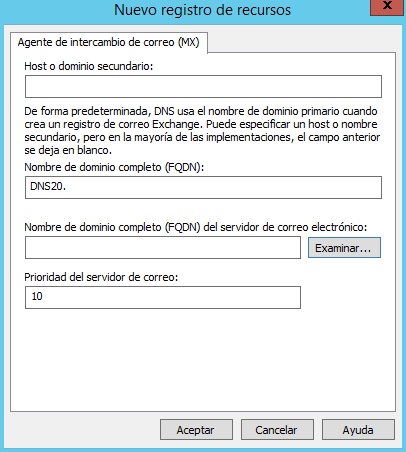 Nuevo registro de recursos
x
Agente de intercambio de correo (MX)
Host o dominio secundario:
De forma predeterminada, DNS usa el nombre de dominio primario cuando
crea un registro de correo Exchange. Puede especificar un host o nombre
secundario, pero en la mayoría de las implementaciones, el campo anterior
se deja en blanco.
Nombre de dominio completo (FQDN):
DNS20.
Nombre de dominio completo (FQDN) del servidor de correo electrónico:
Examinar...
Prioridad del servidor de correo:
10
Aceptar
Cancelar
Ayuda